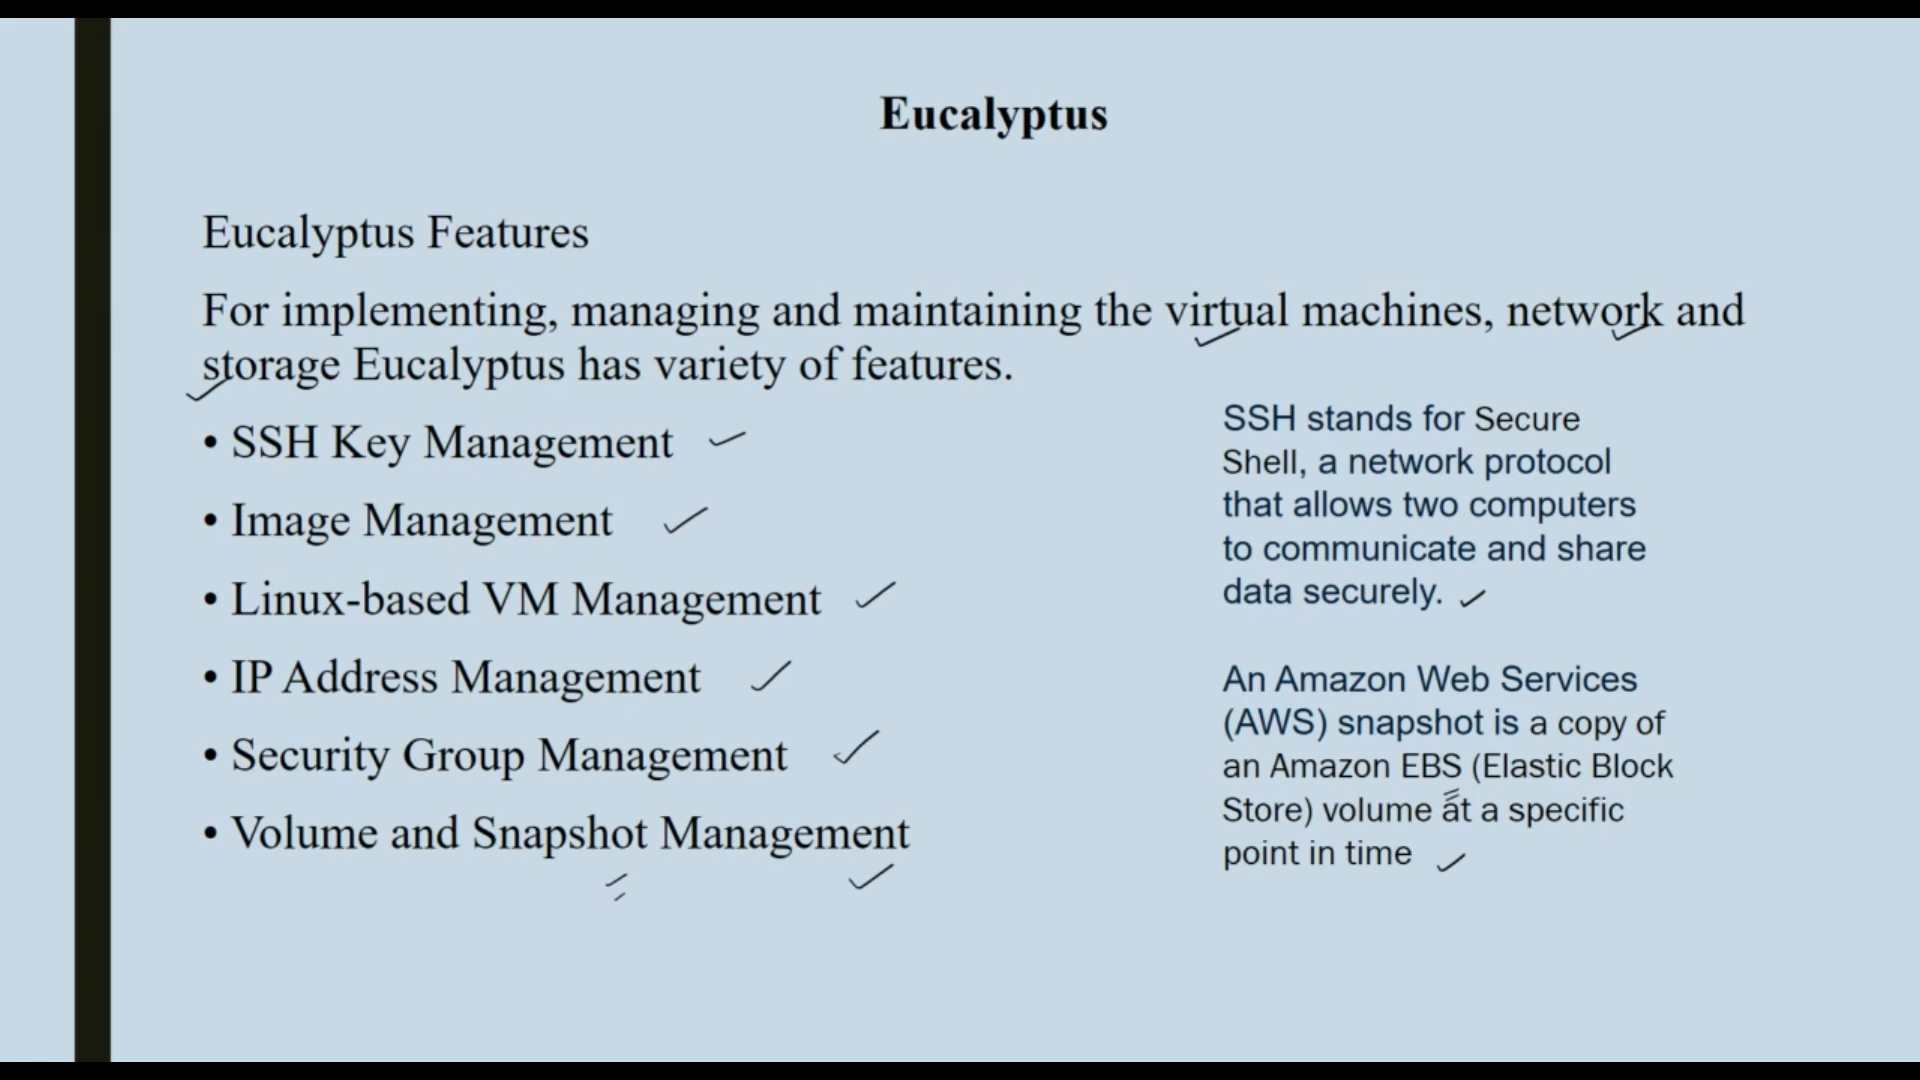 Eucalyptus
Eucalyptus Features
For implementing, managing and maintaining the virtual machines, network and
storage Eucalyptus has variety of features.
• SSH Key Management
• Image Management
• Linux-based VM Management
• IP Address Management
• Security Group Management
• Volume and Snapshot Management
SSH stands for Secure
Shell, a network protocol
that allows two computers
to communicate and share
data securely.
An Amazon Web Services
(AWS) snapshot is a copy of
an Amazon EBS (Elastic Block
Store) volume at a specific
point in time